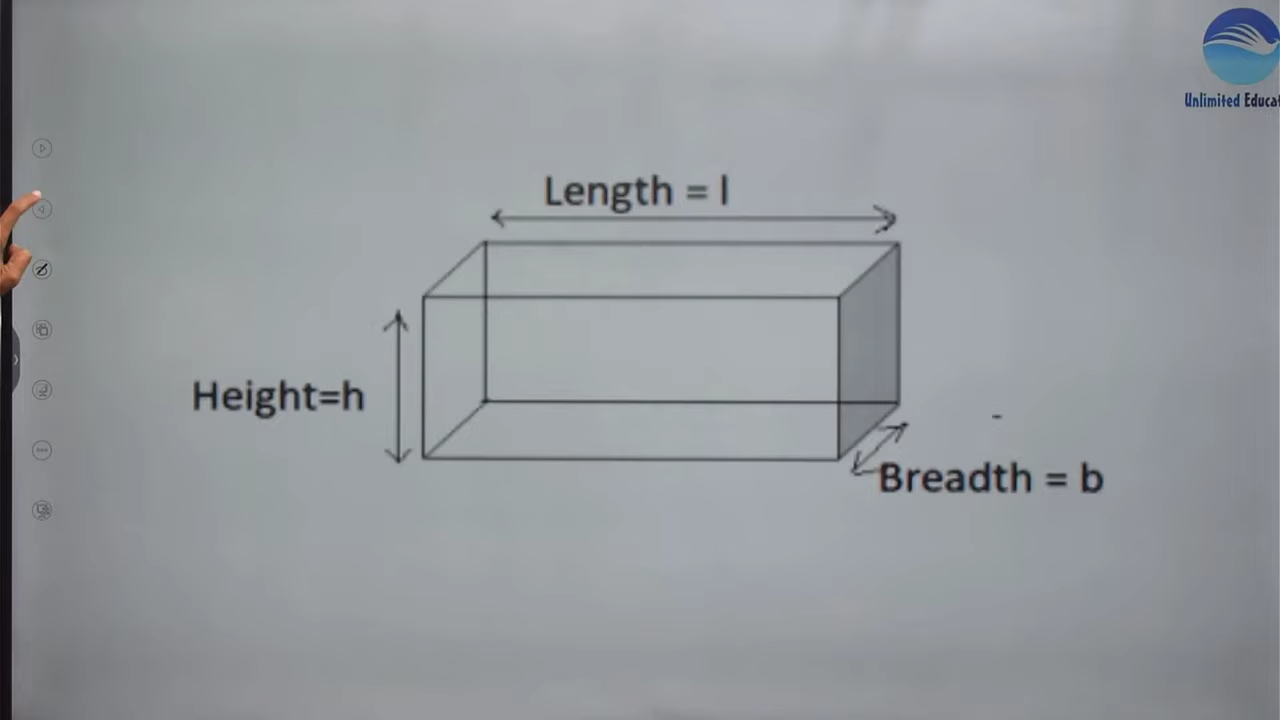 Unlimited Educat
Length = l
Height=h
Breadth = b